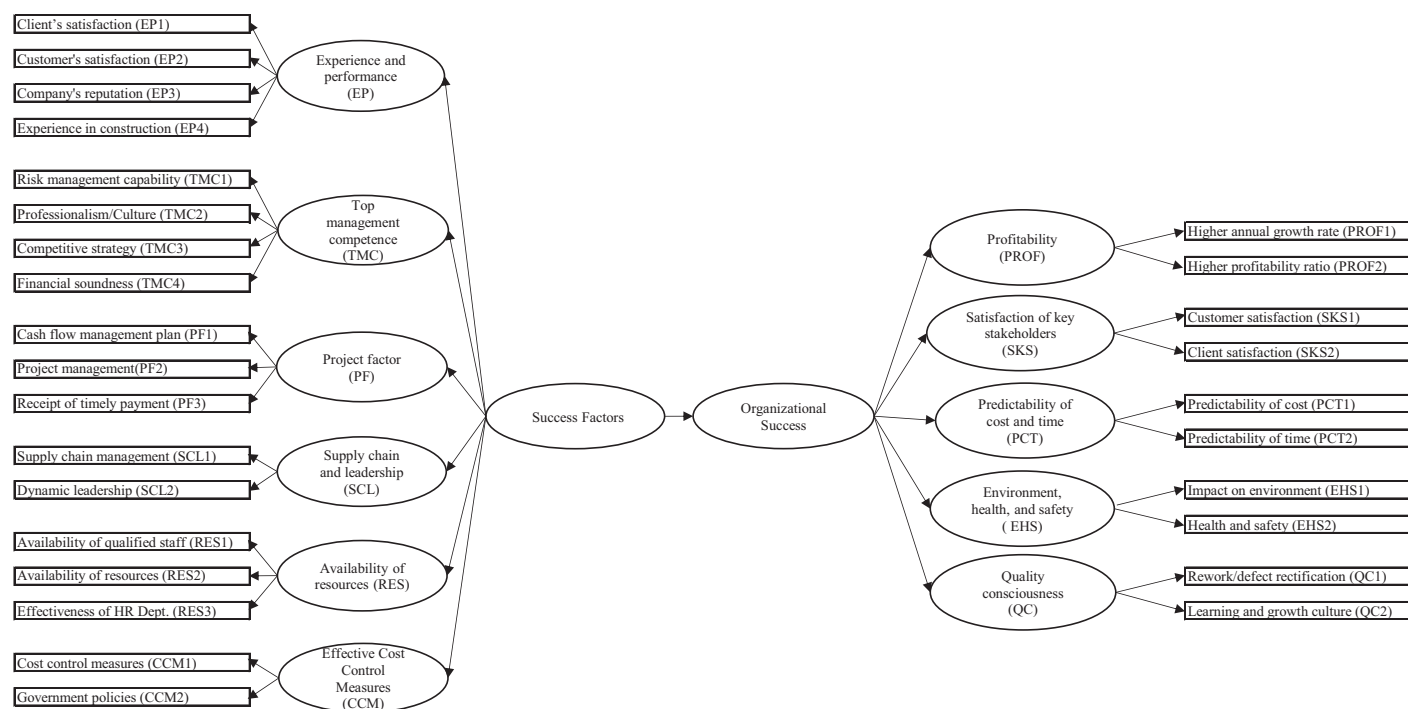 Client's satisfaction (EP1)
Customer's satisfaction (EP2)
Company's reputation (EP3)
Experience in construction (EP4)
Experience and
performance
(EP)
Risk management capability (TMC1)
Professionalism/Culture (TMC2)
Competitive strategy (TMC3)
Financial soundness (TMC4)
Top
management
competence
(TMC)
Cash flow management plan (PF1)
Project management(PF2)
Receipt of timely payment (PF3)
Project factor
(PF)
Supply chain management (SCL1)
Dynamic leadership (SCL2)
Supply chain
and leadership
(SCL)
Availability of qualified staff (RES1)
Availability of resources (RES2)
Effectiveness of HR Dept. (RES3)
Availability of
resources (RES)
Cost control measures (CCM1)
Government policies (CCM2)
Effective Cost
Control
Measures
(CCM)
Success Factors
Organizational
Success
Profitability
(PROF)
Higher annual growth rate (PROF1)
Higher profitability ratio (PROF2)
Satisfaction of key
stakeholders
(SKS)
Customer satisfaction (SKS1)
Client satisfaction (SKS2)
Predictability of
cost and time
(PCT)
Predictability of cost (PCT1)
Predictability of time (PCT2)
Environment,
health, and safety
( EHS)
Impact on environment (EHS1)
Health and safety (EHS2)
Quality
consciousness
(QC)
Rework/defect rectification (QC1)
Learning and growth culture (QC2)